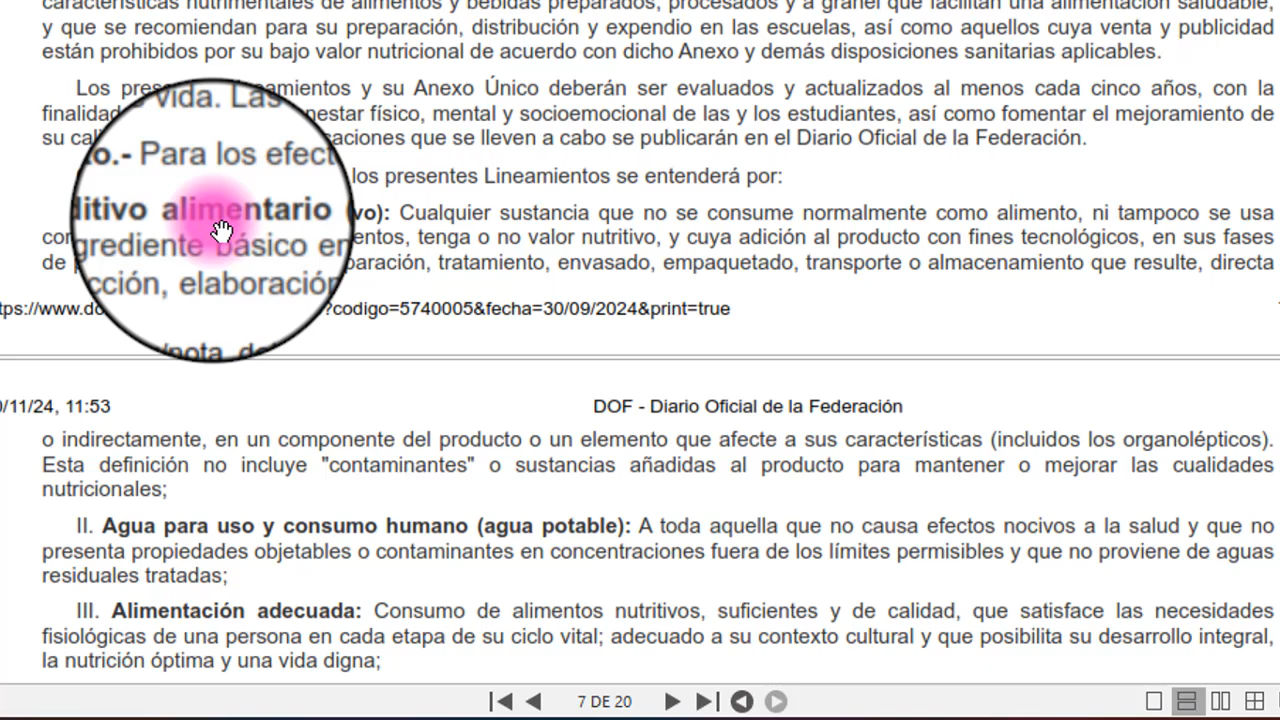 características nutrimentales de alimentos y bebidas preparados, procesados y a granel que facilitan una alimentación saludable,
y que se recomiendan para su preparación, distribución y expendio en las escuelas, así como aquellos cuya venta y publicidad
están prohibidos por su bajo valor nutricional de acuerdo con dicho Anexo y demás disposiciones sanitarias aplicables.
Los amientos y su Anexo Único deberán ser evaluados y actualizados al menos cada cinco años, con la
vida. Las
finalidad nestar físico, mental y socioemocional de las y los estudiantes, así como fomentar el mejoramiento de
su caciones que se lleven a cabo se publicarán en el Diario Oficial de la Federación.
to.- Para los efect
los presentes Lineamientos se entenderá por:
ditivo alimentario (vo): Cualquier sustancia que no se consume normalmente como alimento, ni tampoco se usa
grediente básico en entos, tenga o no valor nutritivo, y cuya adición al producto con fines tecnológicos, en sus fases
de paración, tratamiento, envasado, empaquetado, transporte o almacenamiento que resulte, directa
cción, elaboración
tps://www.do ?codigo=5740005&fecha=30/09/2024&print=true
/nota_de
0/11/24, 11:53 DOF - Diario Oficial de la Federación
o indirectamente, en un componente del producto o un elemento que afecte a sus características (incluidos los organolépticos).
Esta definición no incluye "contaminantes" o sustancias añadidas al producto para mantener o mejorar las cualidades
nutricionales;
II. Agua para uso y consumo humano (agua potable): A toda aquella que no causa efectos nocivos a la salud y que no
presenta propiedades objetables o contaminantes en concentraciones fuera de los límites permisibles y que no proviene de aguas
residuales tratadas;
III. Alimentación adecuada: Consumo de alimentos nutritivos, suficientes y de calidad, que satisface las necesidades
fisiológicas de una persona en cada etapa de su ciclo vital; adecuado a su contexto cultural y que posibilita su desarrollo integral,
la nutrición óptima y una vida digna;
7 DE 20